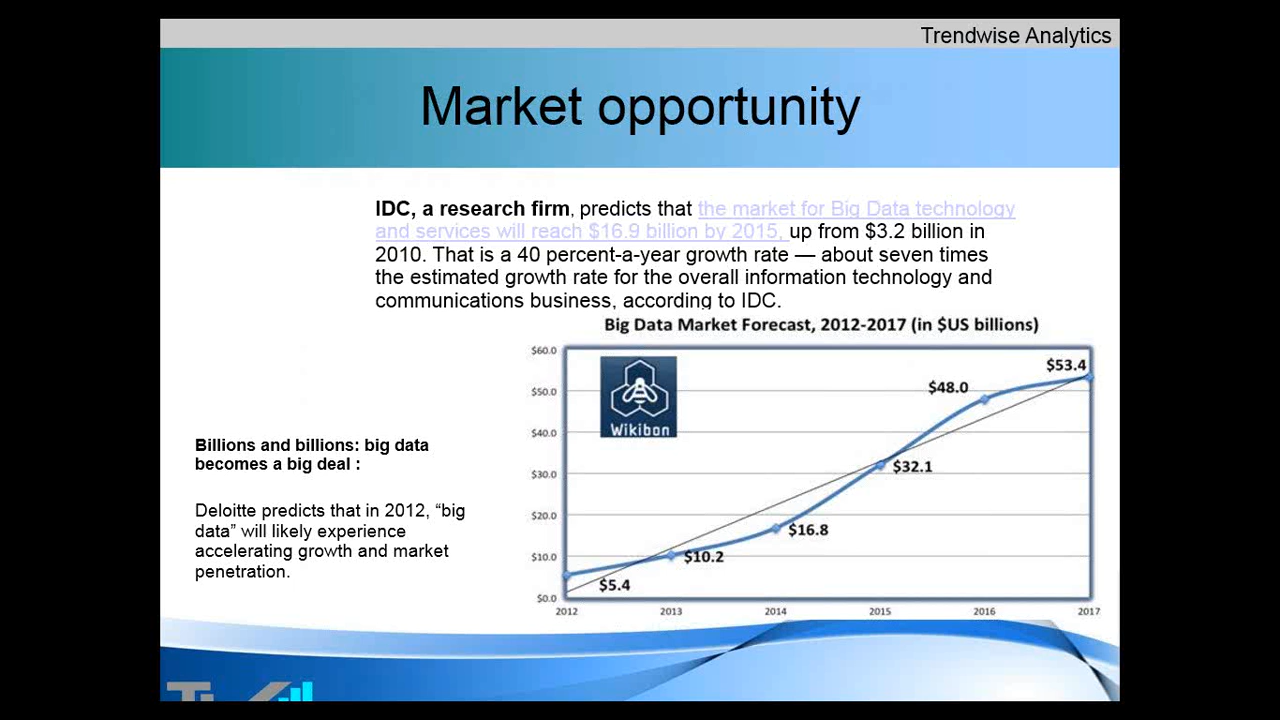 Trendwise Analytics
Market opportunity
IDC, a research firm, predicts that the market for Big Data technology
and services will reach $16.9 billion by 2015, up from $3.2 billion in
2010. That is a 40 percent-a-year growth rate — about seven times
the estimated growth rate for the overall information technology and
communications business, according to IDC.
Big Data Market Forecast, 2012-2017 (in $US billions)
$60.0
$50.0
$40.0
$30.0
$20.0
$10.0
$0.0
Wikibon
$5.4
$10.2
$16.8
$32.1
$48.0
$53.4
2012 2013 2014 2015 2016 2017
Billions and billions: big data
becomes a big deal :
Deloitte predicts that in 2012, “big
data” will likely experience
accelerating growth and market
penetration.